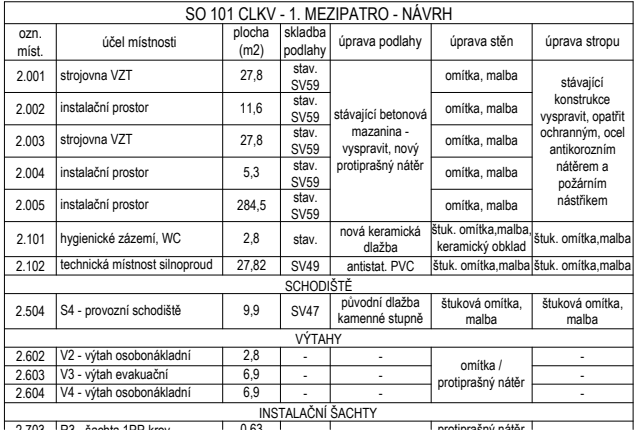 SO 101 CLKV - 1. MEZIPATRO - NÁVRH
ozn. míst. účel místnosti plocha (m2) skladba podlahy úprava podlahy úprava stěn úprava stropu
2.001 strojovna VZT 27,8 stav. SV59 stávající betonová mazanina - vyspravit, nový protiprašný nátěr omítka, malba stávající konstrukce vyspravit, opatřit ochranným, ocel antikorozním nátěrem a požárním nástřikem
2.002 instalační prostor 11,6 stav. SV59 omítka, malba
2.003 strojovna VZT 27,8 stav. SV59 omítka, malba
2.004 instalační prostor 5,3 stav. SV59 omítka, malba
2.005 instalační prostor 284,5 stav. SV59 omítka, malba
2.101 hygienické zázemí, WC 2,8 stav. nová keramická dlažba štuk. omítka,malba, keramický obklad štuk. omítka,malba
2.102 technická místnost silnoproud 27,82 SV49 antistat. PVC štuk. omítka,malba štuk. omítka,malba
SCHODIŠTĚ
2.504 S4 - provozní schodiště 9,9 SV47 původní dlažba kamenné stupně štuková omítka, malba štuková omítka, malba
VÝTAHY
2.602 V2 - výtah osobonákladní 2,8 - - omítka / protiprašný nátěr -
2.603 V3 - výtah evakuační 6,9 - - -
2.604 V4 - výtah osobonákladní 6,9 - - -
INSTALAČNÍ ŠACHTY
2.703 šachta 1PP 0,63 protiprašný nátěr